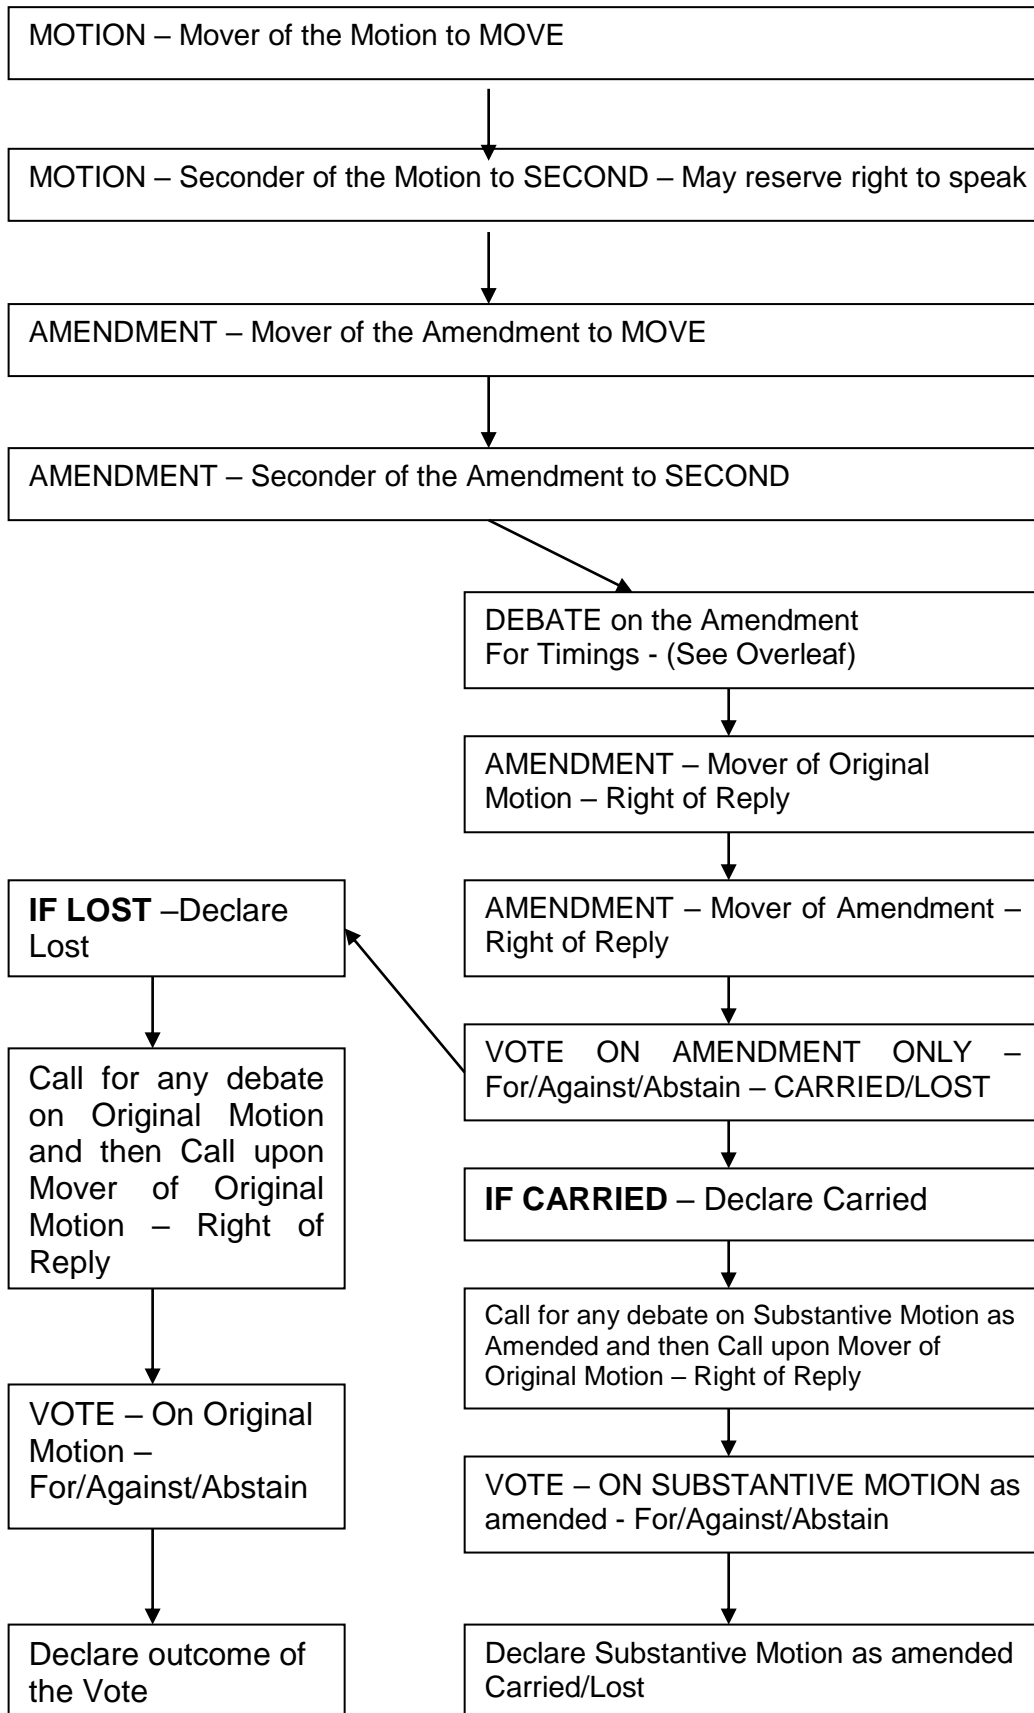 MOTION – Mover of the Motion to MOVE
MOTION – Seconder of the Motion to SECOND – May reserve right to speak
AMENDMENT – Mover of the Amendment to MOVE
AMENDMENT – Seconder of the Amendment to SECOND
DEBATE on the Amendment
For Timings - (See Overleaf)
AMENDMENT – Mover of Original
Motion – Right of Reply
AMENDMENT – Mover of Amendment –
Right of Reply
VOTE ON AMENDMENT ONLY –
For/Against/Abstain – CARRIED/LOST
IF LOST –Declare
Lost
Call for any debate
on Original Motion
and then Call upon
Mover of Original
Motion – Right of
Reply
VOTE – On Original
Motion –
For/Against/Abstain
Declare outcome of
the Vote
IF CARRIED – Declare Carried
Call for any debate on Substantive Motion as
Amended and then Call upon Mover of
Original Motion – Right of Reply
VOTE – ON SUBSTANTIVE MOTION as
amended - For/Against/Abstain
Declare Substantive Motion as amended
Carried/Lost